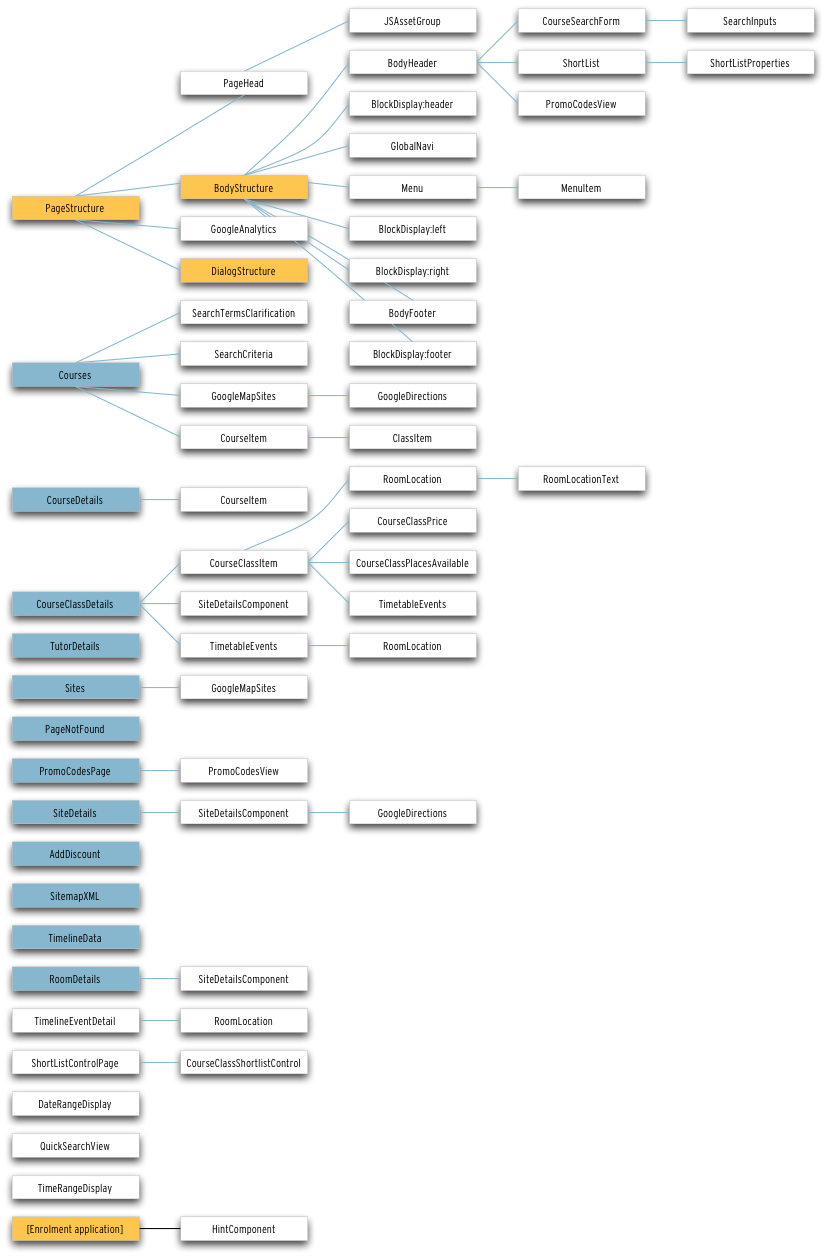 JSAssetGroup
CourseSearchForm
SearchInputs
PageHead
BodyHeader
ShortList
ShortListProperties
BlockDisplay:header
PromoCodesView
GlobalNavi
PageStructure
BodyStructure
Menu
MenuItem
GoogleAnalytics
BlockDisplay:left
DialogStructure
BlockDisplay:right
SearchTermsClarification
BodyFooter
Courses
SearchCriteria
BlockDisplay:footer
GoogleMapSites
GoogleDirections
CourseItem
ClassItem
RoomLocation
RoomLocationText
CourseDetails
CourseItem
CourseClassPrice
CourseClassItem
CourseClassPlacesAvailable
CourseClassDetails
SiteDetailsComponent
TimetableEvents
TutorDetails
TimetableEvents
RoomLocation
Sites
GoogleMapSites
PageNotFound
PromoCodesPage
PromoCodesView
SiteDetails
SiteDetailsComponent
GoogleDirections
AddDiscount
SitemapXML
TimelineData
RoomDetails
SiteDetailsComponent
TimelineEventDetail
RoomLocation
ShortListControlPage
CourseClassShortlistControl
DateRangeDisplay
QuickSearchView
TimeRangeDisplay
[Enrolment application]
HintComponent